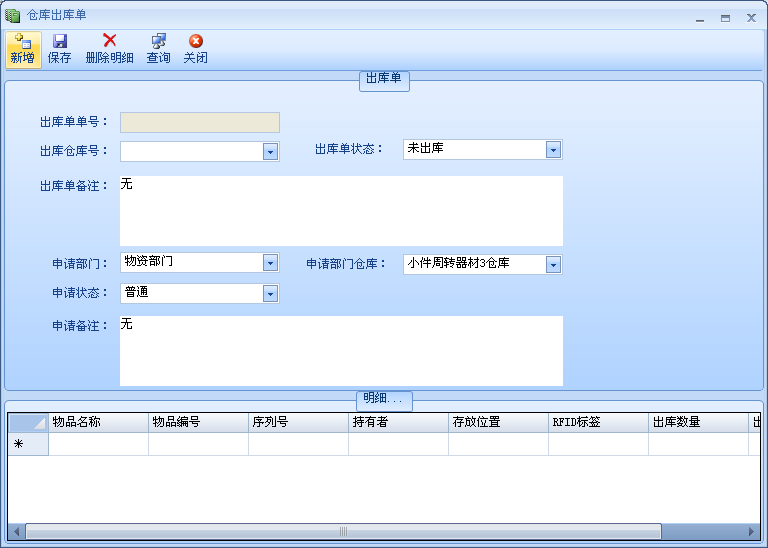 仓库出库单
新增 保存 删除明细 查询 关闭
出库单
出库单单号：
出库仓库号： 出库单状态： 未出库
出库单备注： 无
申请部门： 物资部门 申请部门仓库： 小件周转器材3仓库
申请状态： 普通
申请备注： 无
明细...
物品名称 物品编号 序列号 持有者 存放位置 RFID标签 出库数量 出